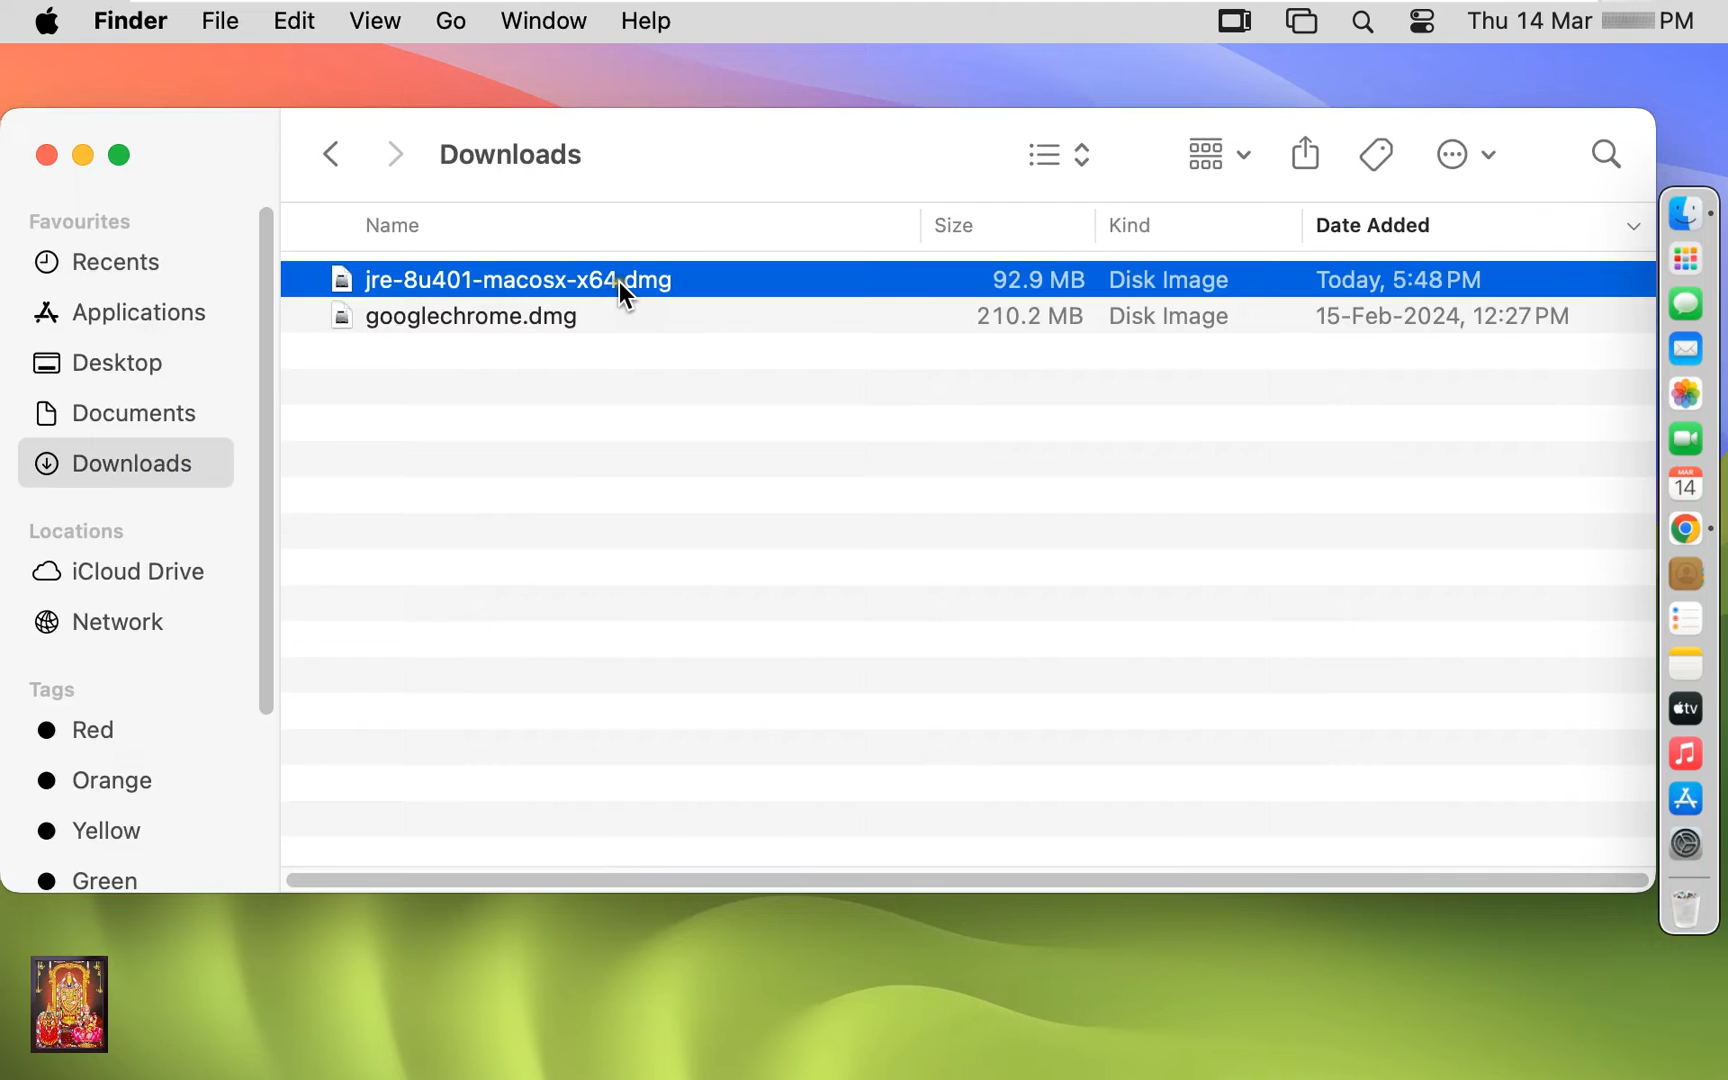 Finder File Edit View Go Window Help Thu 14 Mar PM
Downloads
Favourites
Recents
Applications
Desktop
Documents
Downloads
Locations
iCloud Drive
Network
Tags
Red
Orange
Yellow
Green
Name Size Kind Date Added
jre-8u401-macosx-x64.dmg 92.9 MB Disk Image Today, 5:48 PM
googlechrome.dmg 210.2 MB Disk Image 15-Feb-2024, 12:27 PM
MAR
14
tv